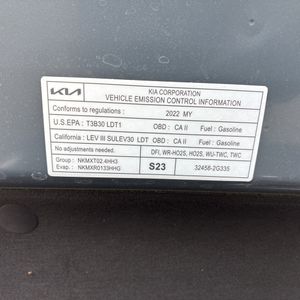 KIA
KIA CORPORATION
VEHICLE EMISSION CONTROL INFORMATION
Conforms to regulations : 2022 MY
U.S.EPA : T3B30 LDT1 OBD : CA II Fuel : Gasoline
California : LEV III SULEV30 LDT OBD : CA II Fuel : Gasoline
No adjustments needed. DFI, WR-HO2S, HO2S, WU-TWC, TWC
Group : NKMXT02.4HH3
Evap. : NKMXR0133HHG
S23
32458-2G335